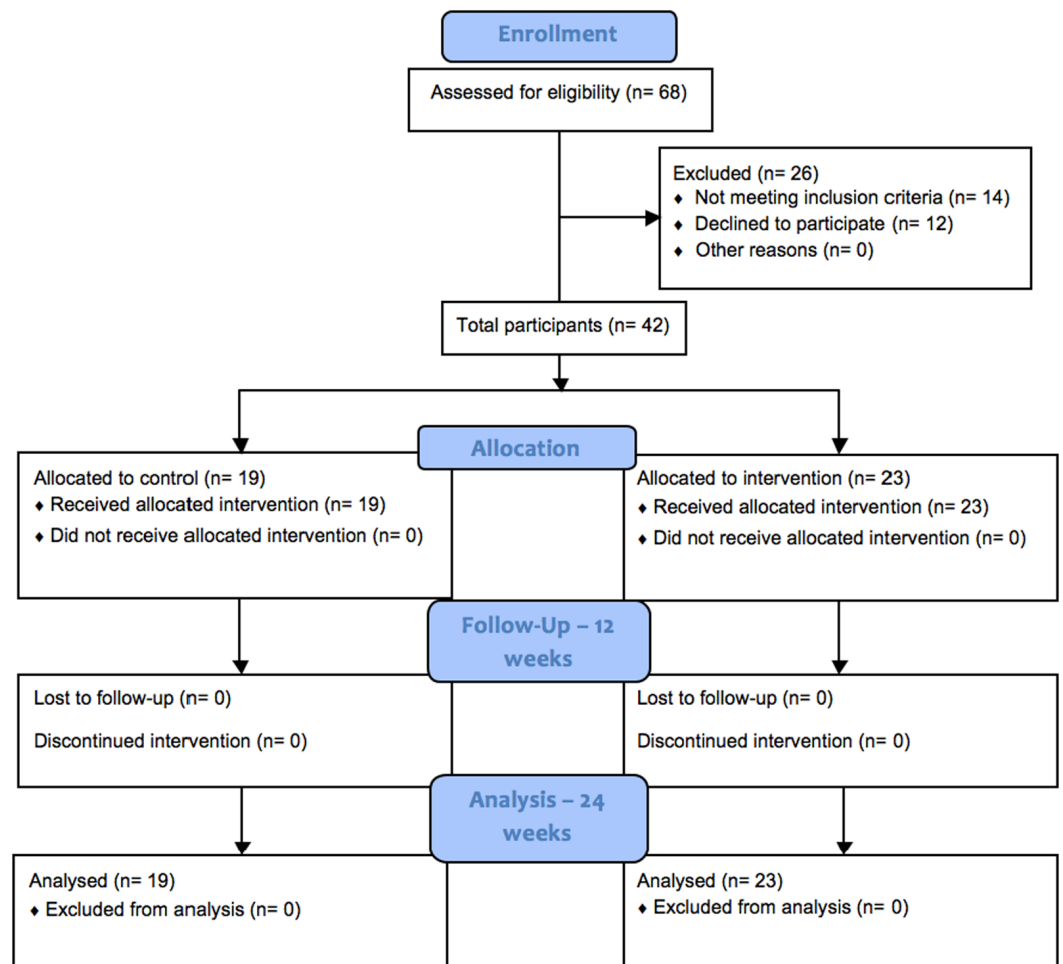 Enrollment
Assessed for eligibility (n= 68)
Excluded (n= 26)
♦ Not meeting inclusion criteria (n= 14)
♦ Declined to participate (n= 12)
♦ Other reasons (n= 0)
Total participants (n= 42)
Allocation
Allocated to control (n= 19)
♦ Received allocated intervention (n= 19)
♦ Did not receive allocated intervention (n= 0)
Allocated to intervention (n= 23)
♦ Received allocated intervention (n= 23)
♦ Did not receive allocated intervention (n= 0)
Follow-Up – 12
weeks
Lost to follow-up (n= 0)
Discontinued intervention (n= 0)
Lost to follow-up (n= 0)
Discontinued intervention (n= 0)
Analysis – 24
weeks
Analysed (n= 19)
♦ Excluded from analysis (n= 0)
Analysed (n= 23)
♦ Excluded from analysis (n= 0)